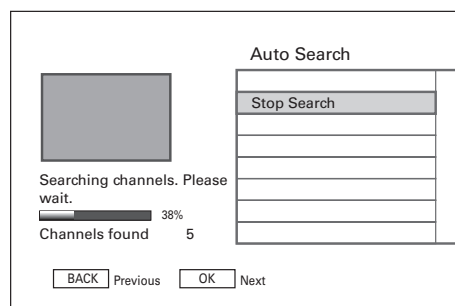 Auto Search
Stop Search
Searching channels. Please
wait.
38%
Channels found 5
BACK Previous OK Next